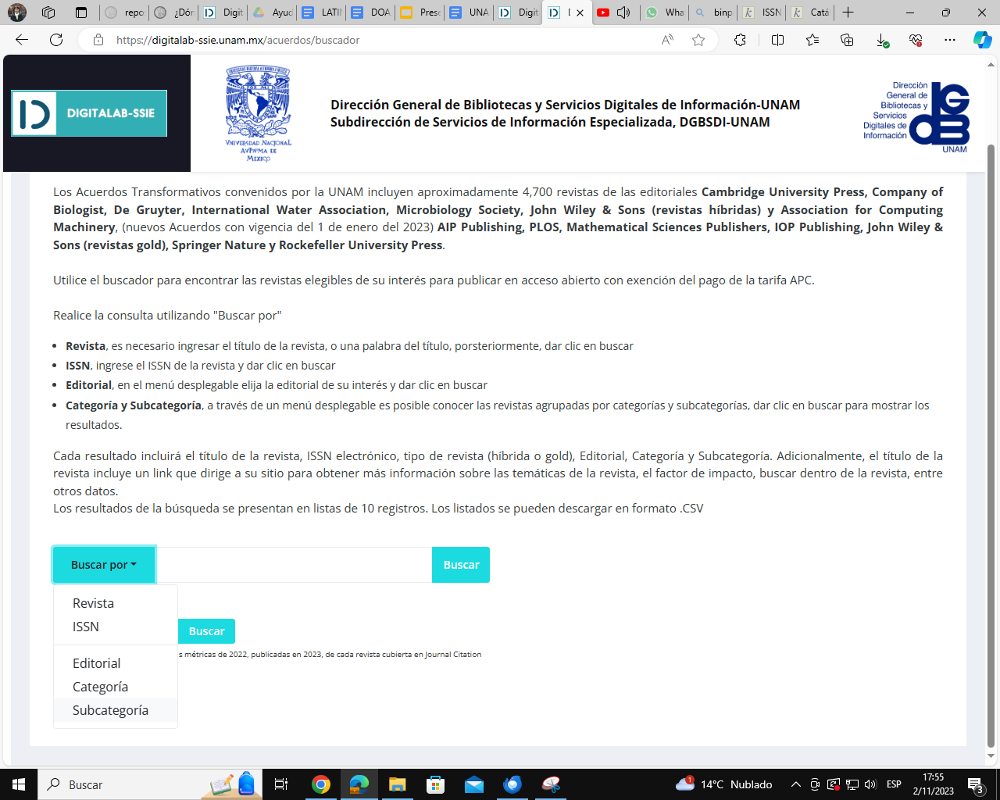 repo
¿Dór
Digit
Ayud
LATIN
DOA
Prese
UNA
Digit
Wha
binp
ISSN
Catá
https://digitalab-ssie.unam.mx/acuerdos/buscador
DIGITALAB-SSIE
VNIVERSIDAD NACIONAL
AVFN°MA DE
MEXICO
Dirección General de Bibliotecas y Servicios Digitales de Información-UNAM
Subdirección de Servicios de Información Especializada, DGBSDI-UNAM
Dirección
General de
Bibliotecas y
Servicios
Digitales de
Información
UNAM
Los Acuerdos Transformativos convenidos por la UNAM incluyen aproximadamente 4,700 revistas de las editoriales Cambridge University Press, Company of
Biologist, De Gruyter, International Water Association, Microbiology Society, John Wiley & Sons (revistas híbridas) y Association for Computing
Machinery, (nuevos Acuerdos con vigencia del 1 de enero del 2023) AIP Publishing, PLOS, Mathematical Sciences Publishers, IOP Publishing, John Wiley &
Sons (revistas gold), Springer Nature y Rockefeller University Press.
Utilice el buscador para encontrar las revistas elegibles de su interés para publicar en acceso abierto con exención del pago de la tarifa APC.
Realice la consulta utilizando "Buscar por"
• Revista, es necesario ingresar el título de la revista, o una palabra del título, porsteriormente, dar clic en buscar
• ISSN, ingrese el ISSN de la revista y dar clic en buscar
• Editorial, en el menú desplegable elija la editorial de su interés y dar clic en buscar
• Categoría y Subcategoría, a través de un menú desplegable es posible conocer las revistas agrupadas por categorías y subcategorías, dar clic en buscar para mostrar los
resultados.
Cada resultado incluirá el título de la revista, ISSN electrónico, tipo de revista (híbrida o gold), Editorial, Categoría y Subcategoría. Adicionalmente, el título de la
revista incluye un link que dirige a su sitio para obtener más información sobre las temáticas de la revista, el factor de impacto, buscar dentro de la revista, entre
otros datos.
Los resultados de la búsqueda se presentan en listas de 10 registros. Los listados se pueden descargar en formato .CSV
Buscar por
Buscar
Revista
ISSN
Buscar
s métricas de 2022, publicadas en 2023, de cada revista cubierta en Journal Citation
Editorial
Categoría
Subcategoría
Buscar
1
14°C Nublado
ESP
17:55
2/11/2023
3